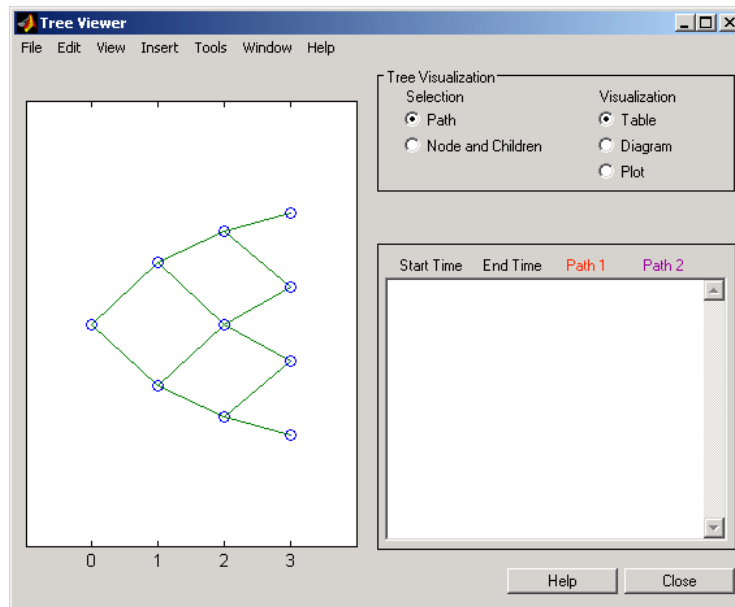 Tree Viewer
File Edit View Insert Tools Window Help
Tree Visualization
Selection
Path
Node and Children
Visualization
Table
Diagram
Plot
Start Time End Time Path 1 Path 2
0 1 2 3
Help Close